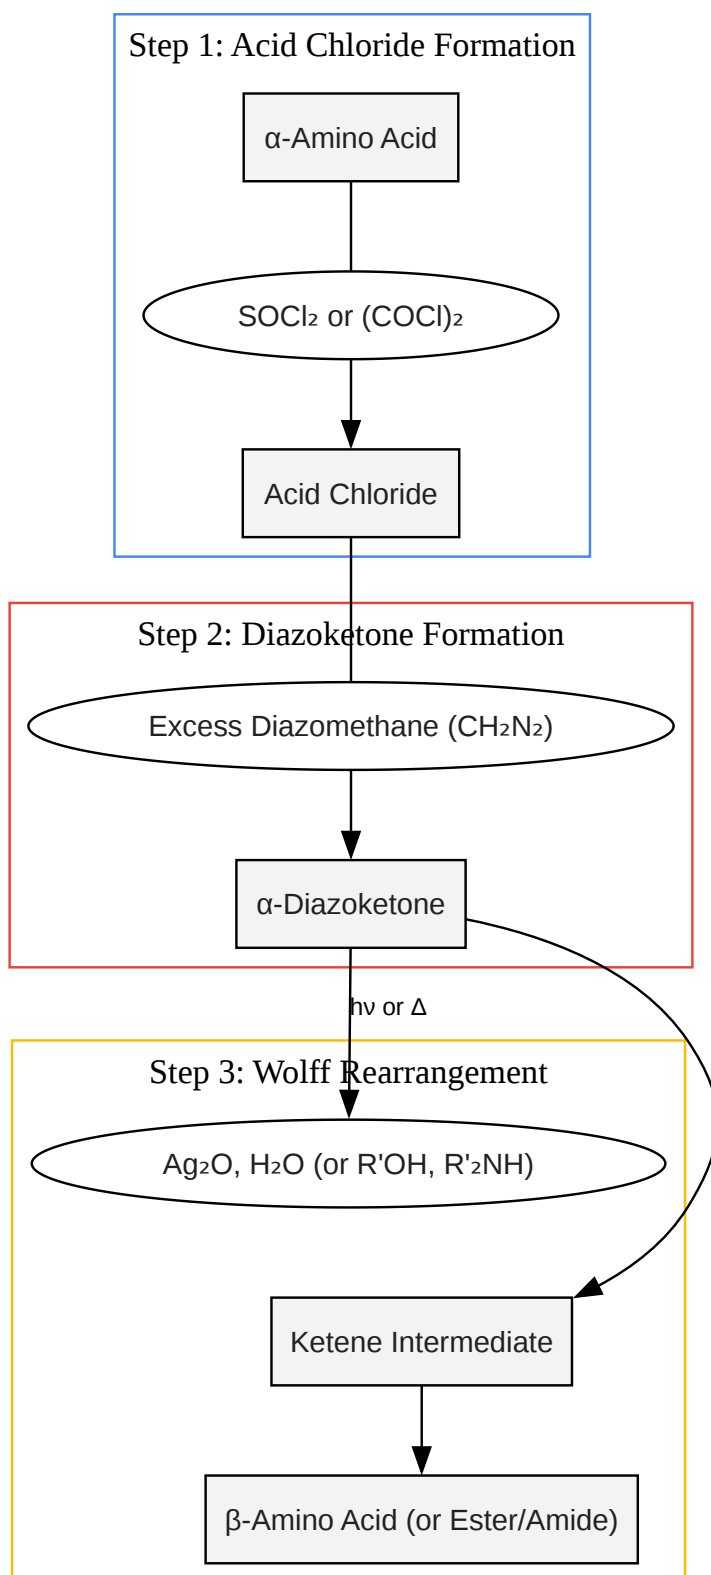 Step 1: Acid Chloride Formation
α-Amino Acid
SOCl₂ or (COCl)₂
Acid Chloride
Step 2: Diazoketone Formation
Excess Diazomethane (CH₂N₂)
α-Diazoketone
hν or Δ
Step 3: Wolff Rearrangement
Ag₂O, H₂O (or R'OH, R'₂NH)
Ketene Intermediate
β-Amino Acid (or Ester/Amide)